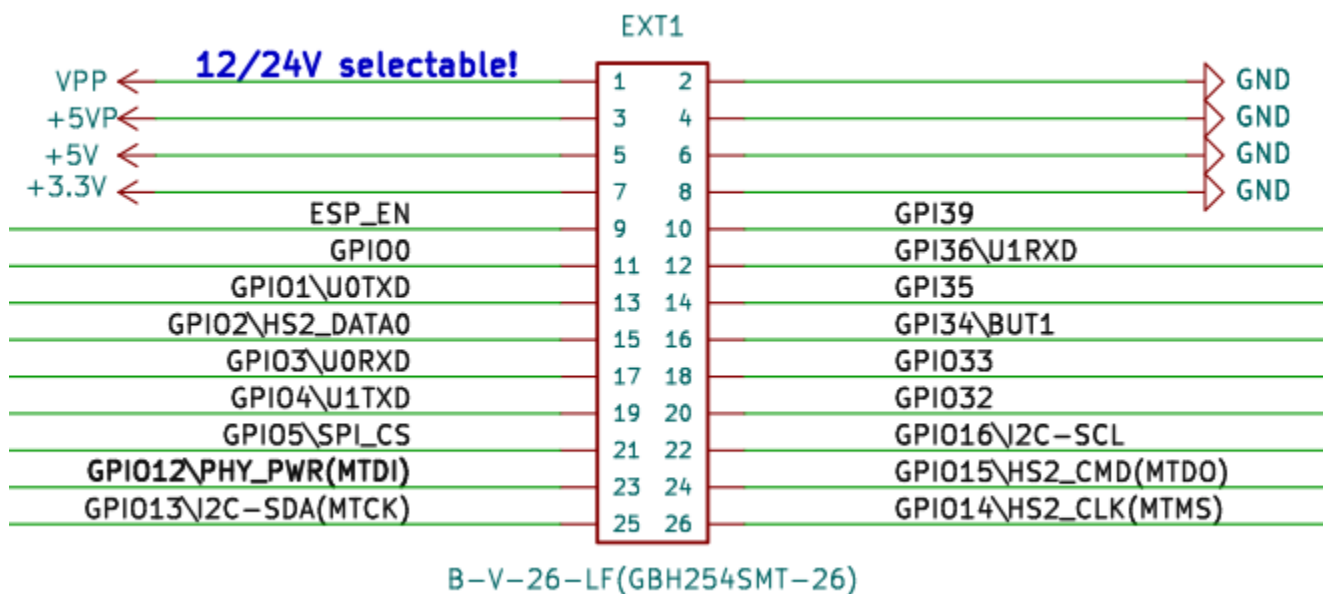 EXT1
12/24V selectable!
VPP 1 2 GND
+5VP 3 4 GND
+5V 5 6 GND
+3.3V 7 8 GND
ESP_EN 9 10 GPI39
GPIO0 11 12 GPI36\U1RXD
GPIO1\U0TXD 13 14 GPI35
GPIO2\HS2_DATA0 15 16 GPI34\BUT1
GPIO3\U0RXD 17 18 GPIO33
GPIO4\U1TXD 19 20 GPIO32
GPIO5\SPI_CS 21 22 GPIO16\I2C-SCL
GPIO12\PHY_PWR(MTDI) 23 24 GPIO15\HS2_CMD(MTDO)
GPIO13\I2C-SDA(MTCK) 25 26 GPIO14\HS2_CLK(MTMS)
B-V-26-LF(GBH254SMT-26)